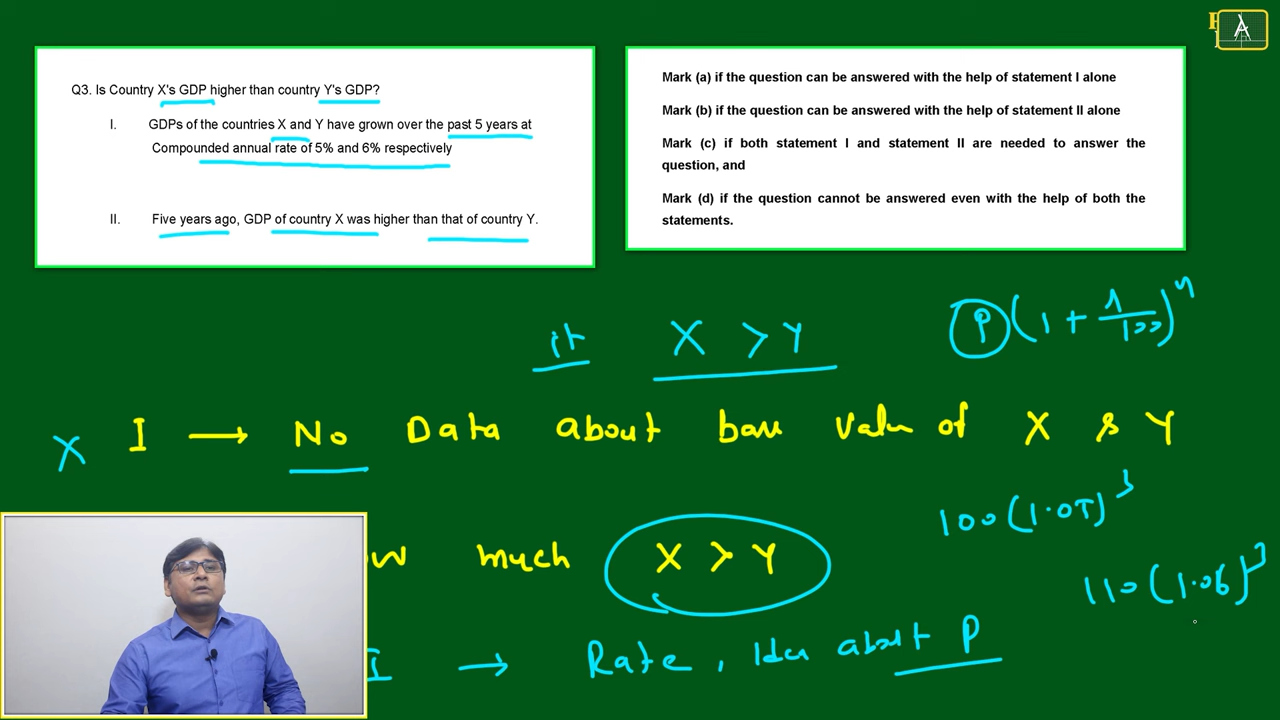 Q3. Is Country X's GDP higher than country Y's GDP?
I. GDPs of the countries X and Y have grown over the past 5 years at
Compounded annual rate of 5% and 6% respectively
II. Five years ago, GDP of country X was higher than that of country Y.
Mark (a) if the question can be answered with the help of statement I alone
Mark (b) if the question can be answered with the help of statement II alone
Mark (c) if both statement I and statement II are needed to answer the
question, and
Mark (d) if the question cannot be answered even with the help of both the
statements.
X > Y
I → No Data about base value of X & Y
100(1.05)³
much X > Y
110(1.06)³
I → Rate, Idea about P